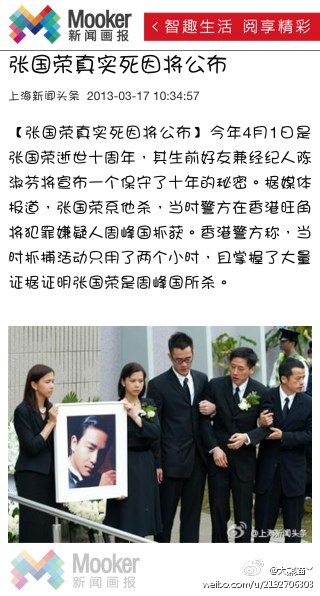 Mooker
新闻画报
<智趣生活 阅享精彩
张国荣真实死因将公布
上海新闻头条 2013-03-17 10:34:57
【张国荣真实死因将公布】今年4月1日是
张国荣逝世十周年，其生前好友兼经纪人陈
淑芬将宣布一个保守了十年的秘密。据媒体
报道，张国荣系他杀，当时警方在香港旺角
将犯罪嫌疑人周峰国抓获。香港警方称，当
时抓捕活动只用了两个小时，且掌握了大量
证据证明张国荣是周峰国所杀。
@上海新闻头条
Mooker
新闻画报
weibo.com/u/2192706303